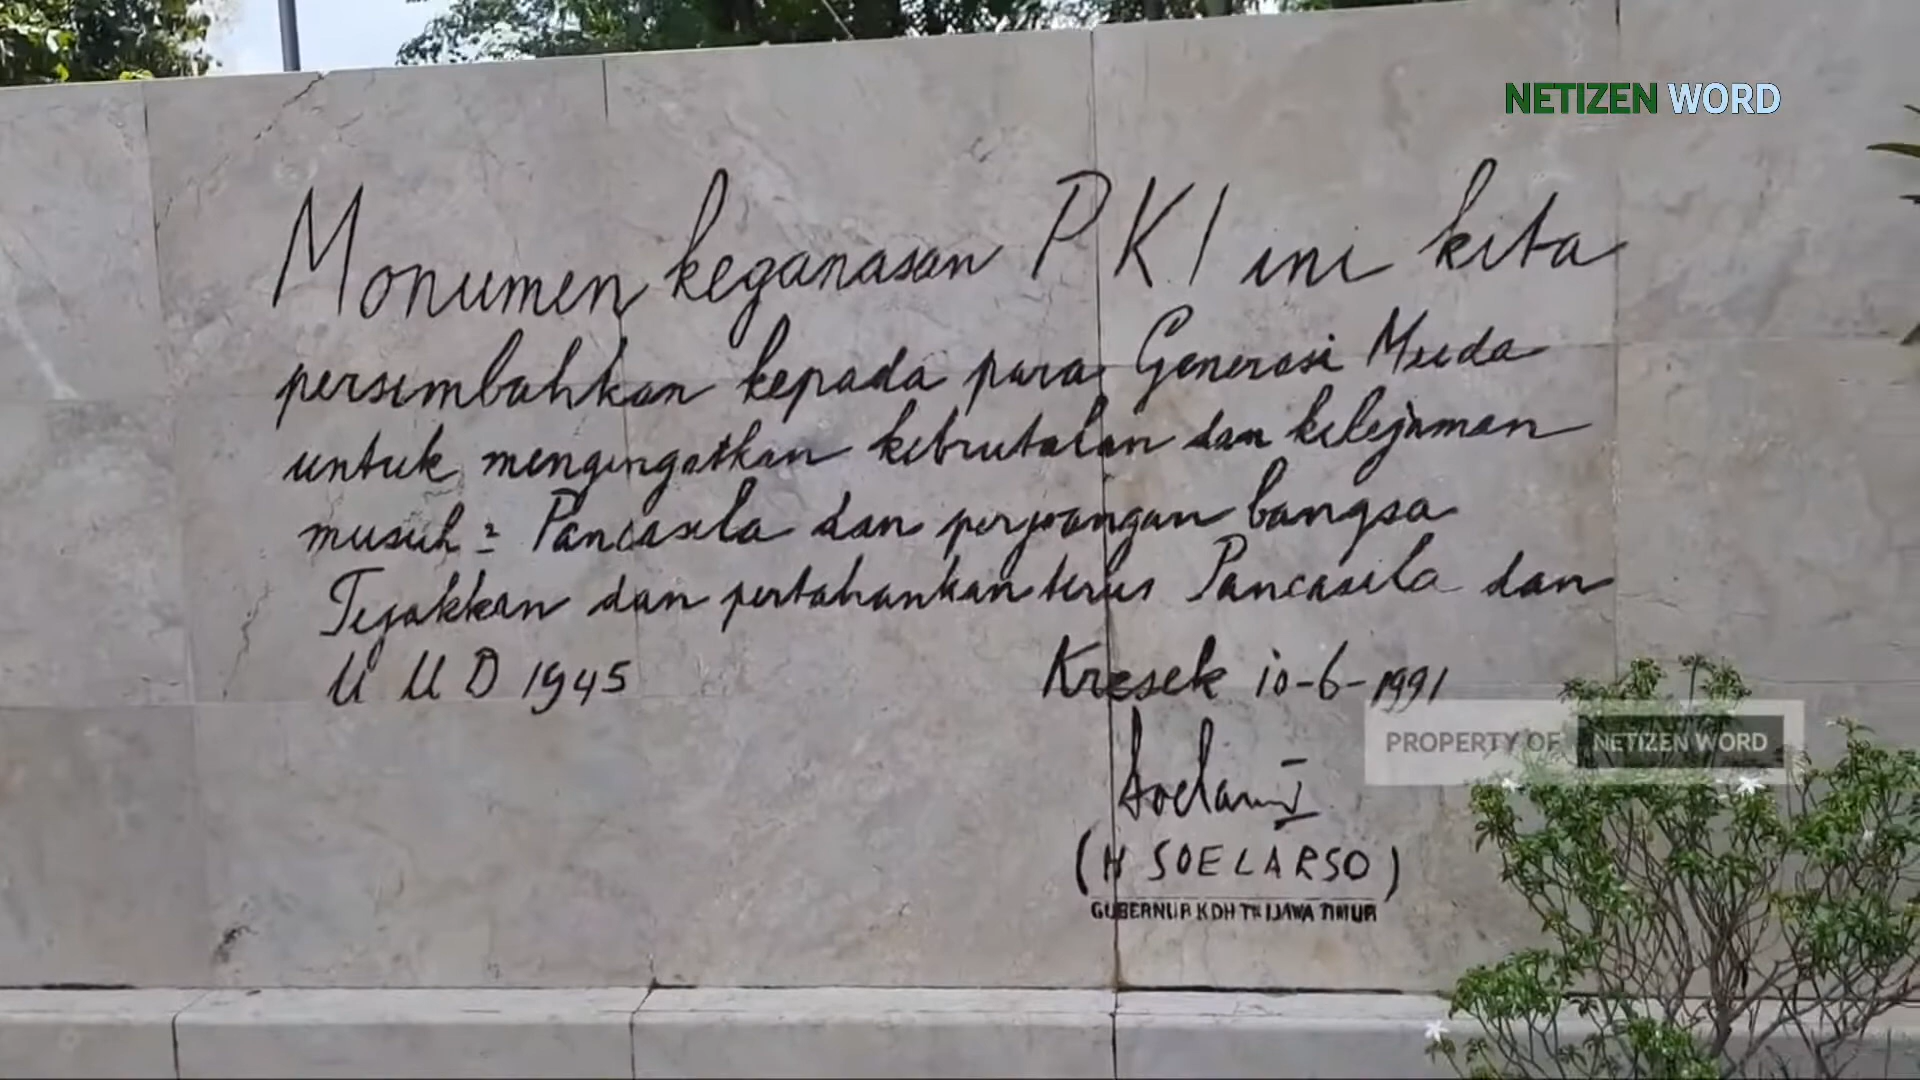 NETIZEN WORD
Monumen keganasan PKI ini kita
persembahkan kepada para Generasi Muda
untuk mengingatkan kebrutalan dan kekejaman
musuh = Pancasila dan perjoangan bangsa
Tegakkan dan pertahankan terus Pancasila dan
UUD 1945
Kresek 10-6-1991
PROPERTY OF NETIZEN WORD
(H SOELARSO)
GUBERNUR KDH TK I JAWA TIMUR